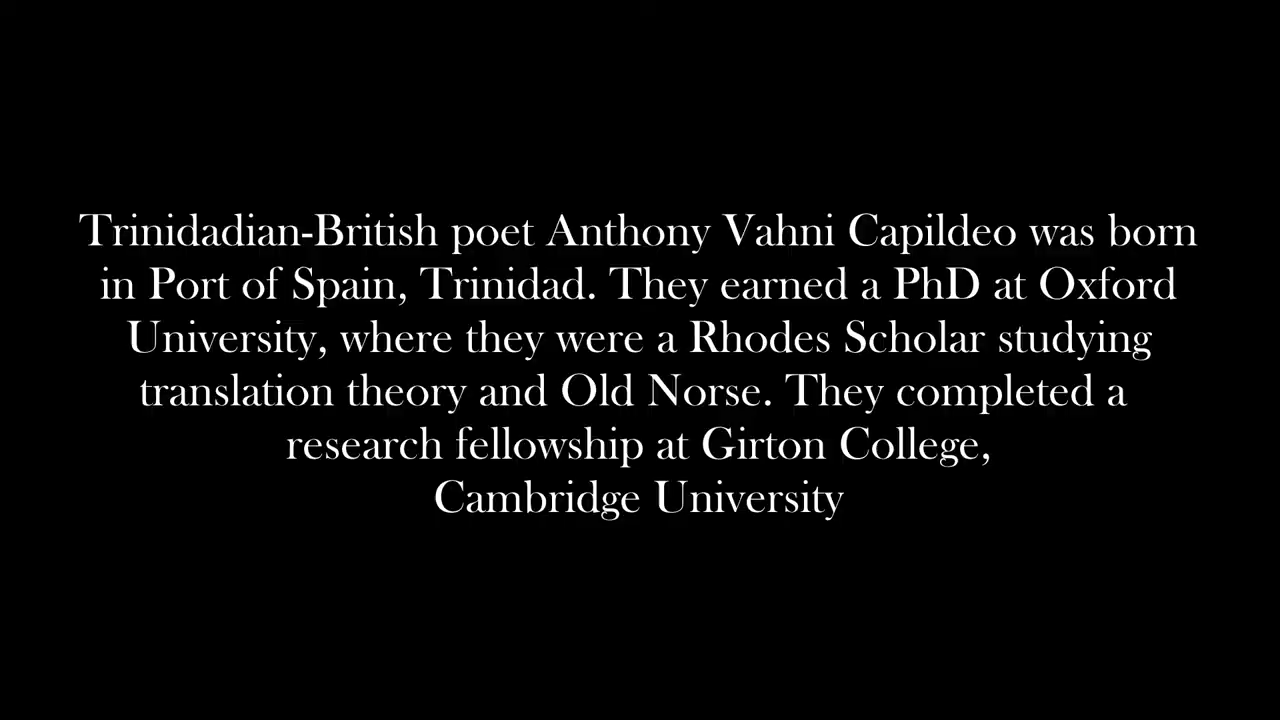 Trinidadian-British poet Anthony Vahni Capildeo was born
in Port of Spain, Trinidad. They earned a PhD at Oxford
University, where they were a Rhodes Scholar studying
translation theory and Old Norse. They completed a
research fellowship at Girton College,
Cambridge University